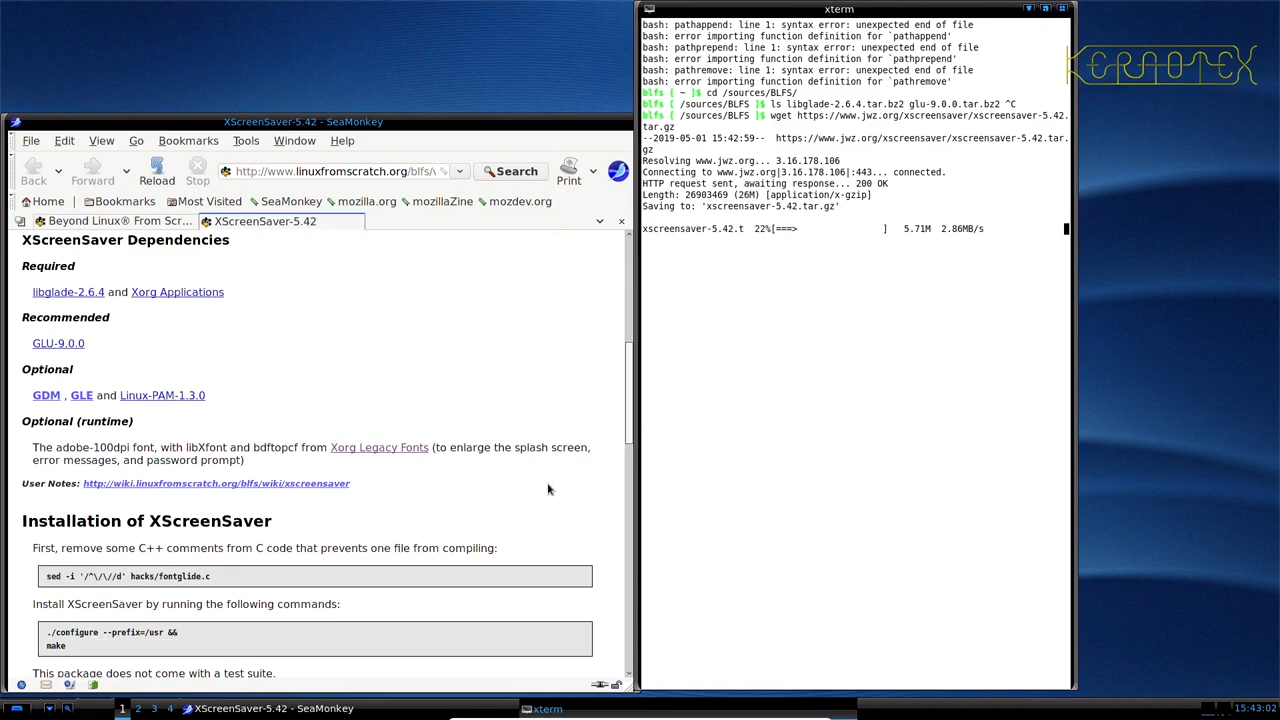 XScreenSaver-5.42 - SeaMonkey
File Edit View Go Bookmarks Tools Window Help
Back Forward Reload Stop http://www.linuxfromscratch.org/blfs/ Search Print
Home Bookmarks Most Visited SeaMonkey mozilla.org mozillaZine mozdev.org
Beyond Linux® From Scr... XScreenSaver-5.42
XScreenSaver Dependencies
Required
libglade-2.6.4 and Xorg Applications
Recommended
GLU-9.0.0
Optional
GDM , GLE and Linux-PAM-1.3.0
Optional (runtime)
The adobe-100dpi font, with libXfont and bdftopcf from Xorg Legacy Fonts (to enlarge the splash screen,
error messages, and password prompt)
User Notes: http://wiki.linuxfromscratch.org/blfs/wiki/xscreensaver
Installation of XScreenSaver
First, remove some C++ comments from C code that prevents one file from compiling:
sed -i '/^\/\//d' hacks/fontglide.c
Install XScreenSaver by running the following commands:
./configure --prefix=/usr &&
make
This package does not come with a test suite.
xterm
bash: pathappend: line 1: syntax error: unexpected end of file
bash: error importing function definition for `pathappend'
bash: pathprepend: line 1: syntax error: unexpected end of file
bash: error importing function definition for `pathprepend'
bash: pathremove: line 1: syntax error: unexpected end of file
bash: error importing function definition for `pathremove'
blfs [ ~ ]$ cd /sources/BLFS/
blfs [ /sources/BLFS ]$ ls libglade-2.6.4.tar.bz2 glu-9.0.0.tar.bz2 ^C
blfs [ /sources/BLFS ]$ wget https://www.jwz.org/xscreensaver/xscreensaver-5.42.
tar.gz
--2019-05-01 15:42:59-- https://www.jwz.org/xscreensaver/xscreensaver-5.42.tar.
gz
Resolving www.jwz.org... 3.16.178.106
Connecting to www.jwz.org|3.16.178.106|:443... connected.
HTTP request sent, awaiting response... 200 OK
Length: 26903469 (26M) [application/x-gzip]
Saving to: 'xscreensaver-5.42.tar.gz'
xscreensaver-5.42.t 22%[===> ] 5.71M 2.86MB/s
1 2 3 4 XScreenSaver-5.42 - SeaMonkey xterm 15:43:02